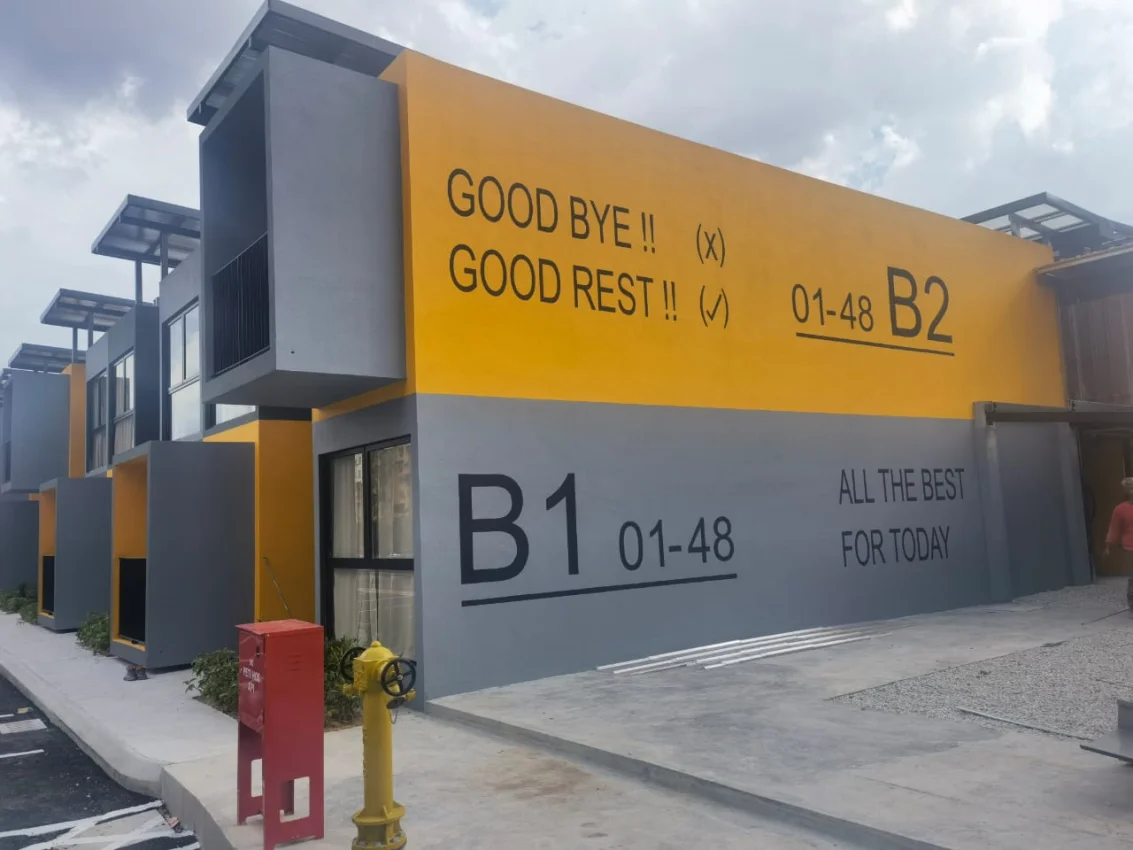 GOOD BYE !! (X)
GOOD REST !! (✓)
01-48 B2
B1 01-48
ALL THE BEST
FOR TODAY